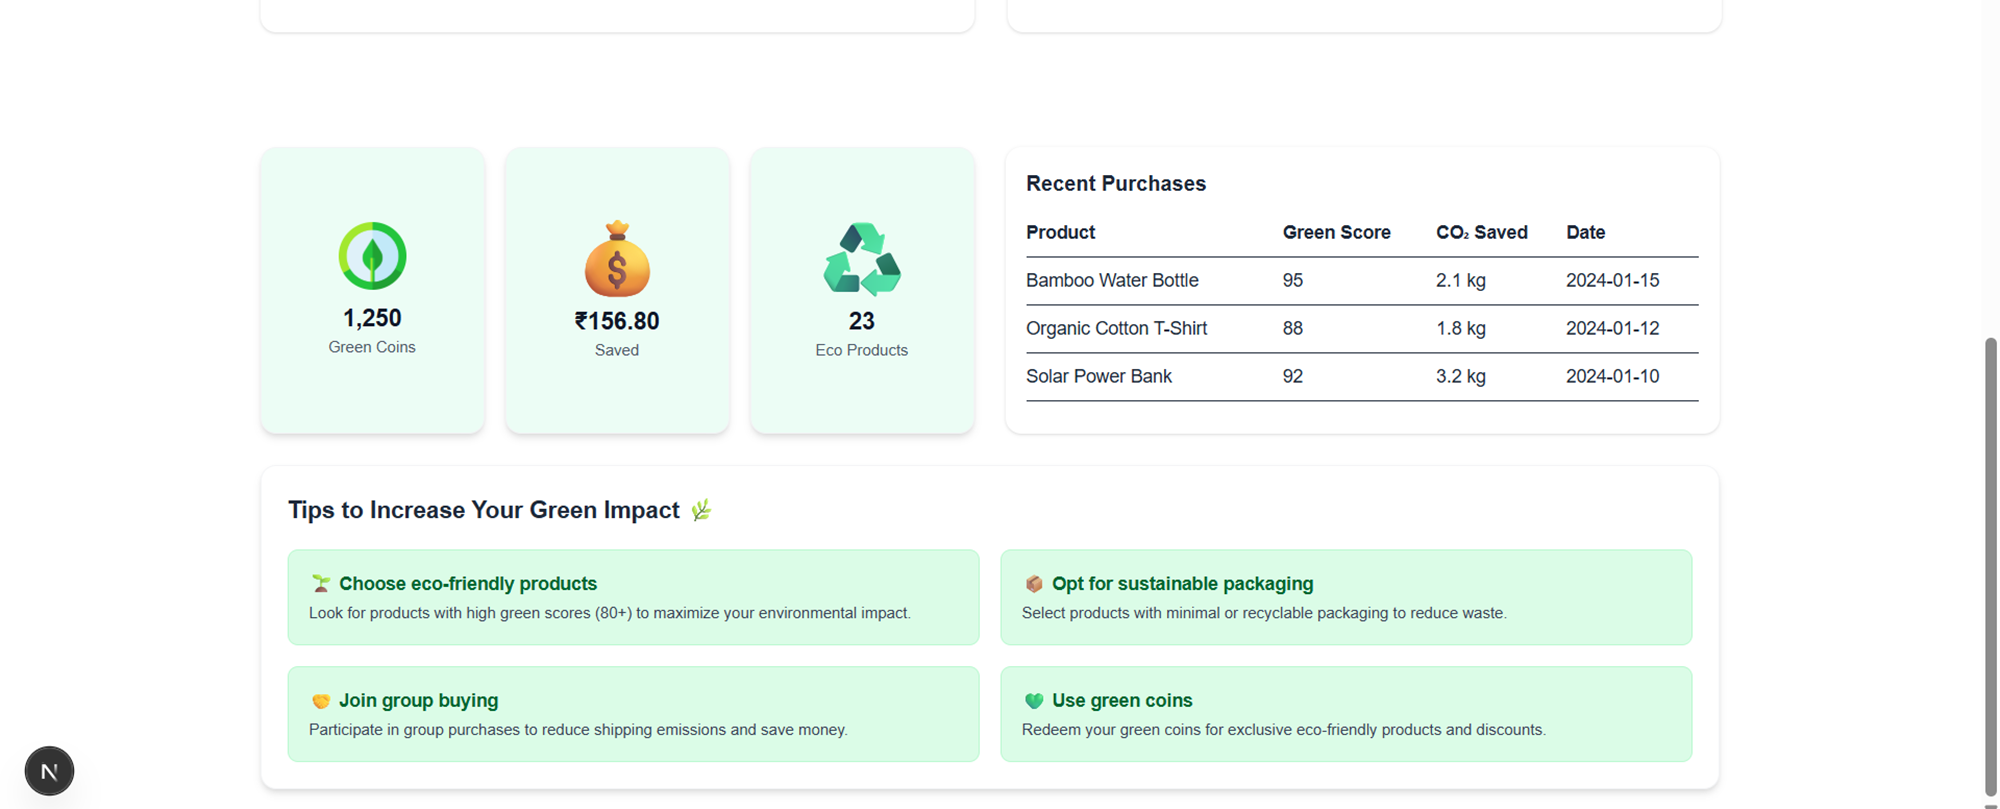 1,250
Green Coins
₹156.80
Saved
23
Eco Products
Recent Purchases
Product Green Score CO₂ Saved Date
Bamboo Water Bottle 95 2.1 kg 2024-01-15
Organic Cotton T-Shirt 88 1.8 kg 2024-01-12
Solar Power Bank 92 3.2 kg 2024-01-10
Tips to Increase Your Green Impact 🌿
🌱 Choose eco-friendly products
Look for products with high green scores (80+) to maximize your environmental impact.
📦 Opt for sustainable packaging
Select products with minimal or recyclable packaging to reduce waste.
🤝 Join group buying
Participate in group purchases to reduce shipping emissions and save money.
💚 Use green coins
Redeem your green coins for exclusive eco-friendly products and discounts.
N